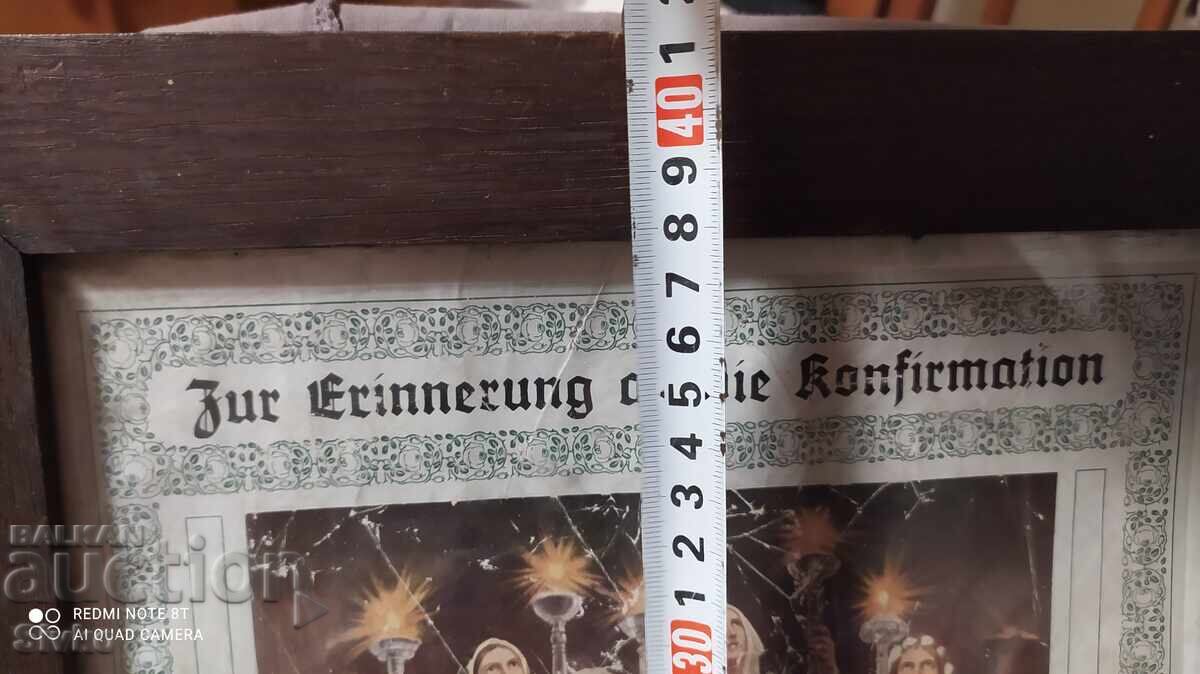 1
40
9
8
7
6
5
4
3
2
1
30
Zur Erinnerung die Konfirmation
BALKAN
auction
REDMI NOTE 8T
AI QUAD CAMERA